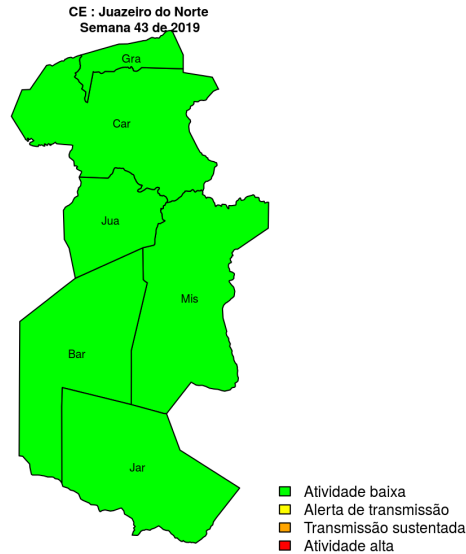 CE : Juazeiro do Norte
Semana 43 de 2019
Gra
Car
Jua
Mis
Bar
Jar
Atividade baixa
Alerta de transmissão
Transmissão sustentada
Atividade alta